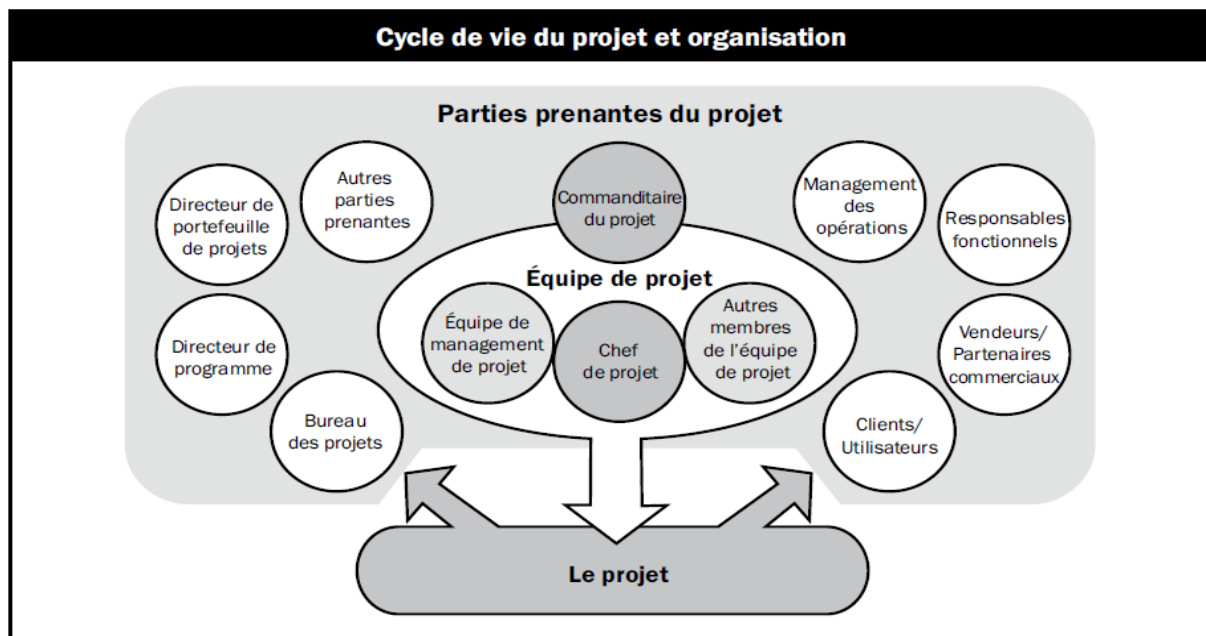 Cycle de vie du projet et organisation
Parties prenantes du projet
Directeur de
portefeuille
de projets
Autres
parties
prenantes
Commanditaire
du projet
Management
des
opérations
Responsables
fonctionnels
Équipe de projet
Équipe de
management
de projet
Chef
de projet
Autres
membres
de l'équipe
de projet
Directeur de
programme
Vendeurs/
Partenaires
commerciaux
Bureau
des projets
Clients/
Utilisateurs
Le projet